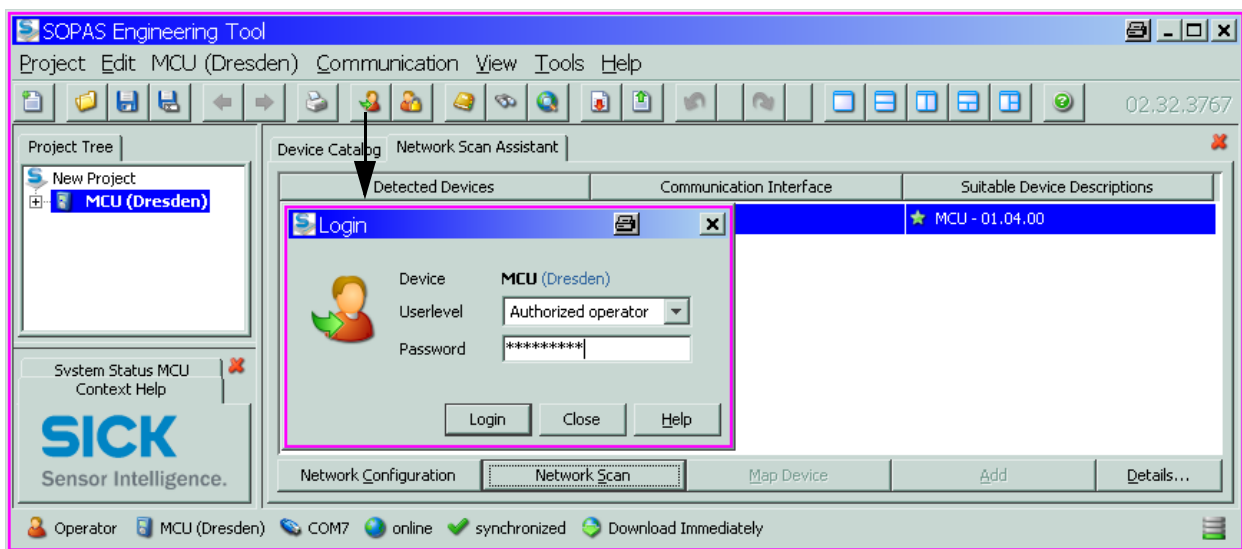 SOPAS Engineering Tool
Project Edit MCU (Dresden) Communication View Tools Help
02.32.3767
Project Tree
Device Catalog Network Scan Assistant
New Project
MCU (Dresden)
Detected Devices Communication Interface Suitable Device Descriptions
MCU - 01.04.00
Login
Device MCU (Dresden)
Userlevel Authorized operator
Password *********
Login Close Help
System Status MCU
Context Help
SICK
Sensor Intelligence.
Network Configuration Network Scan Map Device Add Details...
Operator MCU (Dresden) COM7 online synchronized Download Immediately